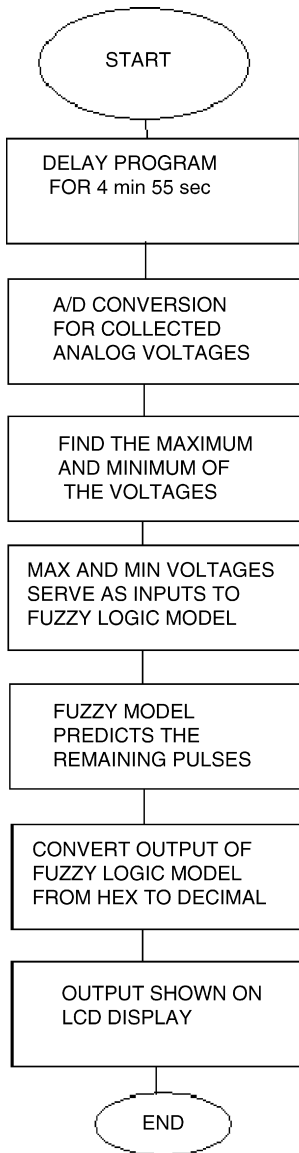 START
DELAY PROGRAM
FOR 4 min 55 sec
A/D CONVERSION
FOR COLLECTED
ANALOG VOLTAGES
FIND THE MAXIMUM
AND MINIMUM OF
THE VOLTAGES
MAX AND MIN VOLTAGES
SERVE AS INPUTS TO
FUZZY LOGIC MODEL
FUZZY MODEL
PREDICTS THE
REMAINING PULSES
CONVERT OUTPUT OF
FUZZY LOGIC MODEL
FROM HEX TO DECIMAL
OUTPUT SHOWN ON
LCD DISPLAY
END